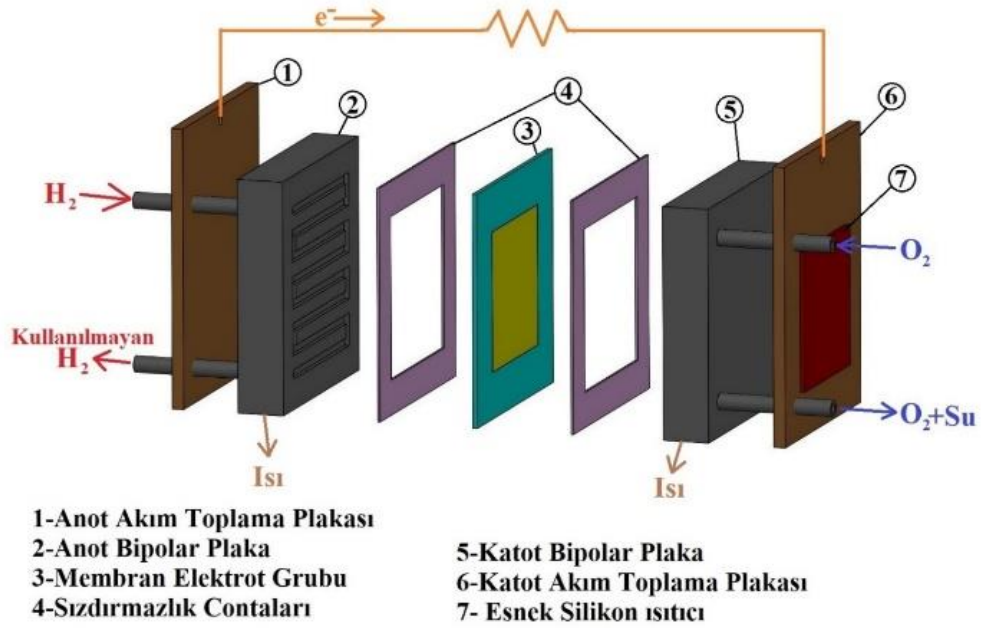 e⁻
1
2
3
4
5
6
7
H₂
O₂
Kullanılmayan
H₂
O₂+Su
Isı
Isı
1-Anot Akım Toplama Plakası
2-Anot Bipolar Plaka
3-Membran Elektrot Grubu
4-Sızdırmazlık Contaları
5-Katot Bipolar Plaka
6-Katot Akım Toplama Plakası
7- Esnek Silikon ısıtıcı